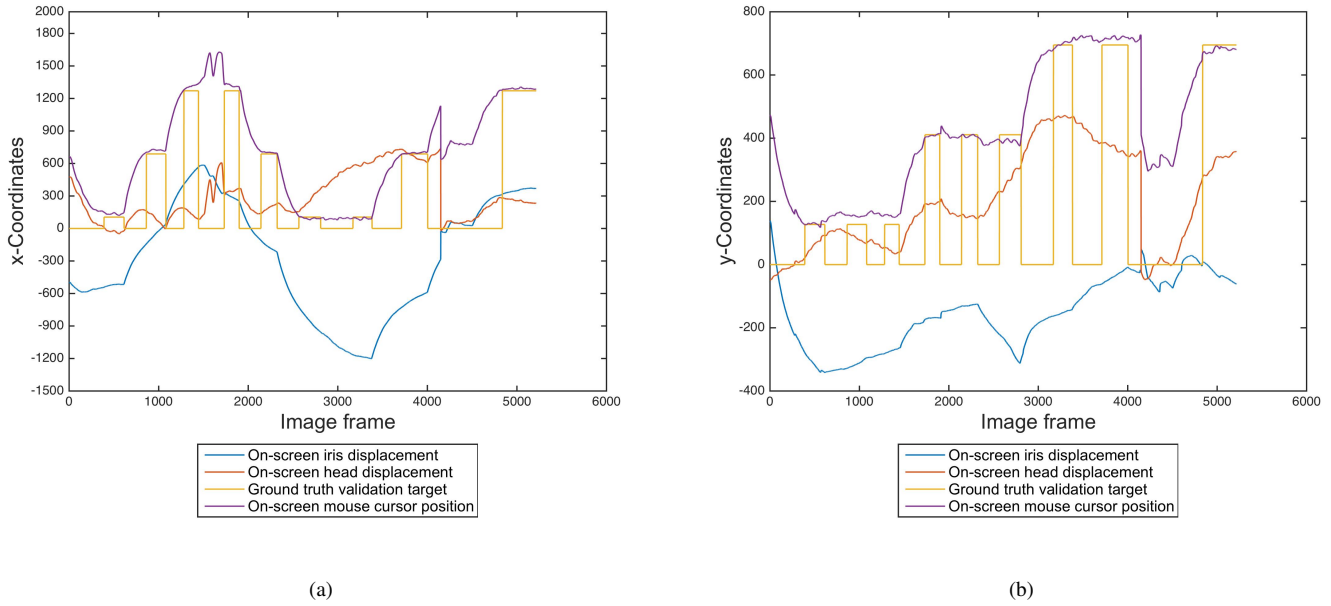 2000
1800
1500
1200
900
600
300
0
-300
-600
-900
-1200
-1500
x-Coordinates
0 1000 2000 3000 4000 5000 6000
Image frame
On-screen iris displacement
On-screen head displacement
Ground truth validation target
On-screen mouse cursor position
(a)
800
600
400
200
0
-200
-400
y-Coordinates
0 1000 2000 3000 4000 5000 6000
Image frame
On-screen iris displacement
On-screen head displacement
Ground truth validation target
On-screen mouse cursor position
(b)